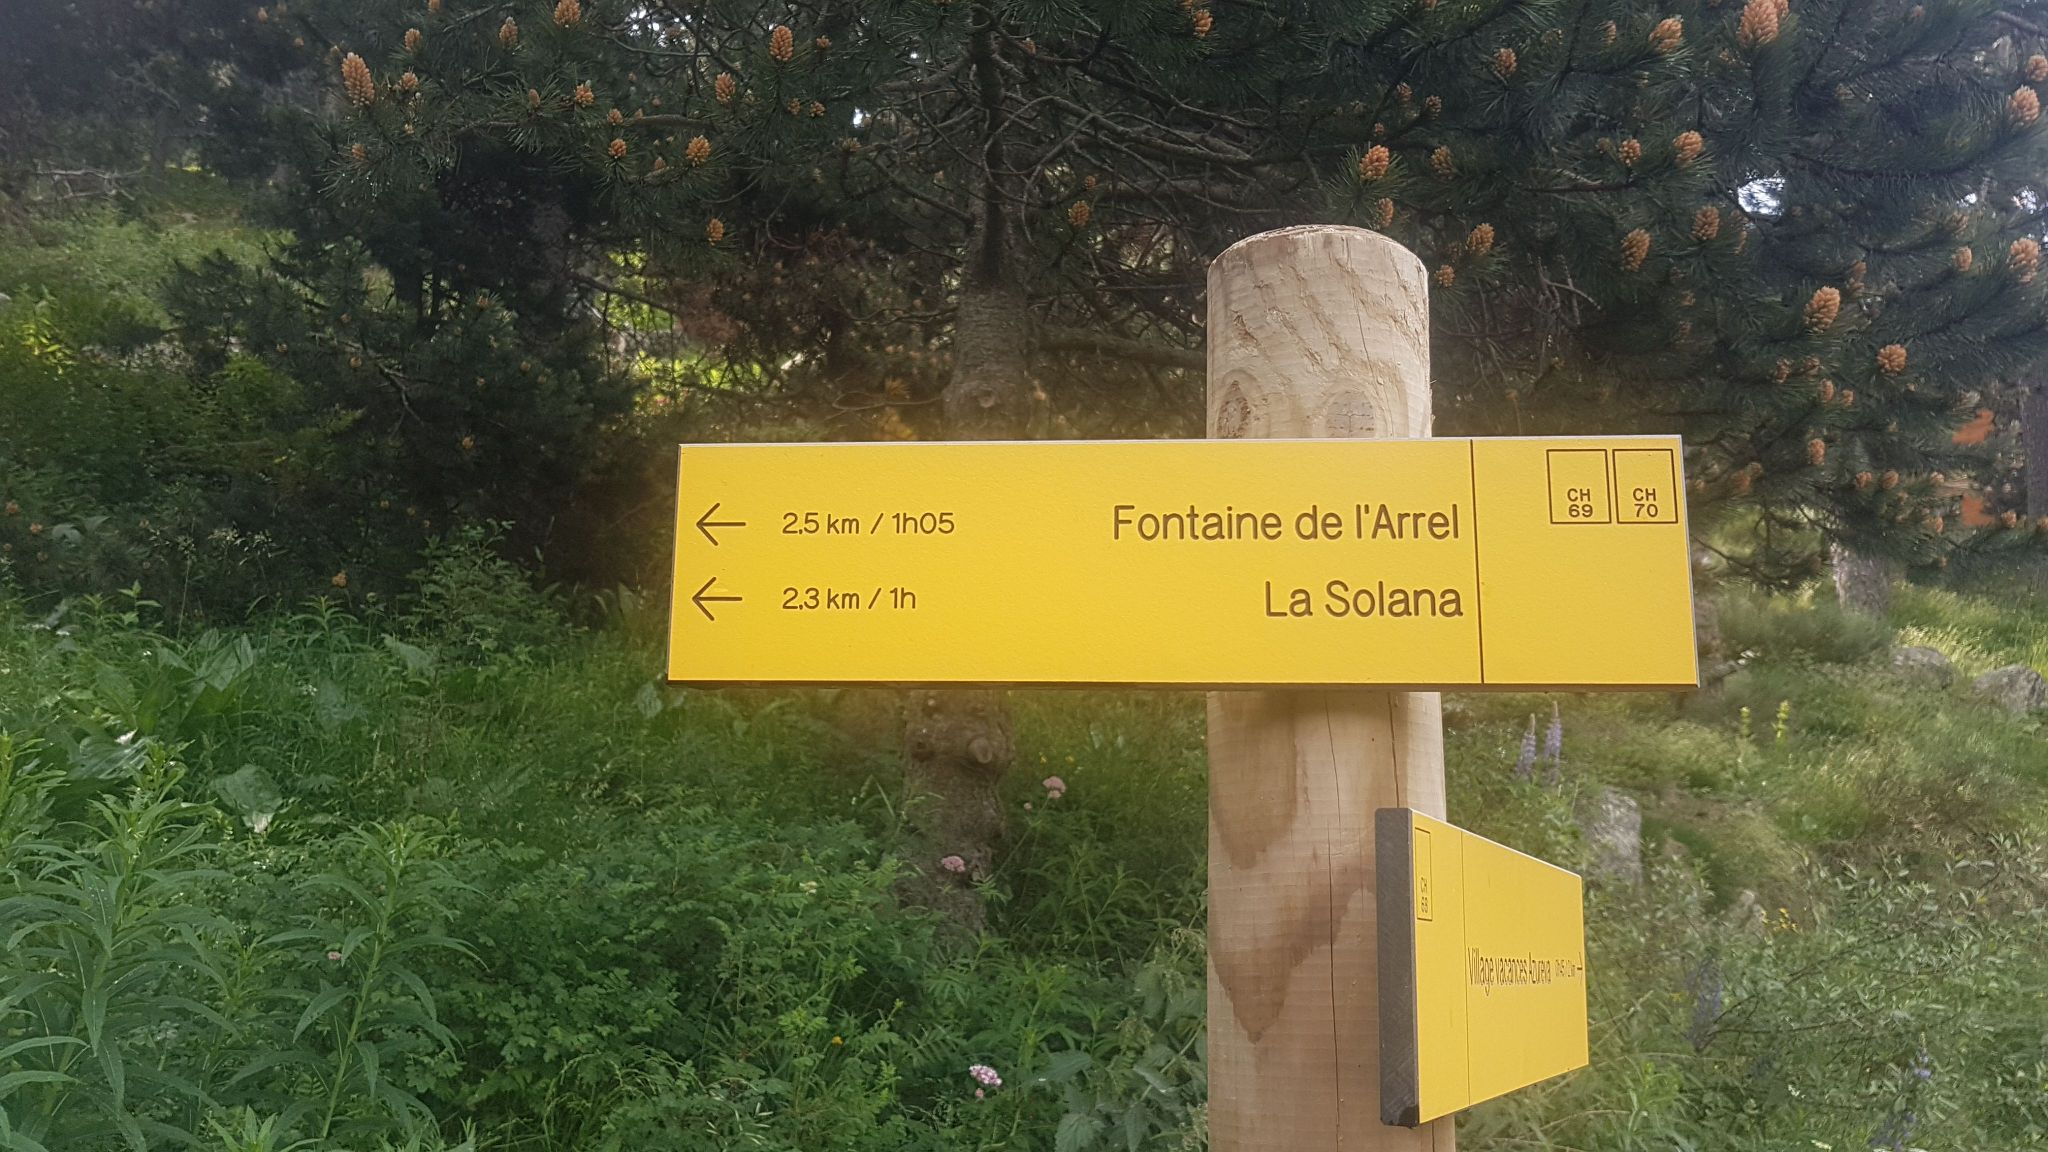 ← 2,5 km / 1h05 Fontaine de l'Arrel
← 2,3 km / 1h La Solana
CH 69
CH 70
CH
Village vacances Azureva →